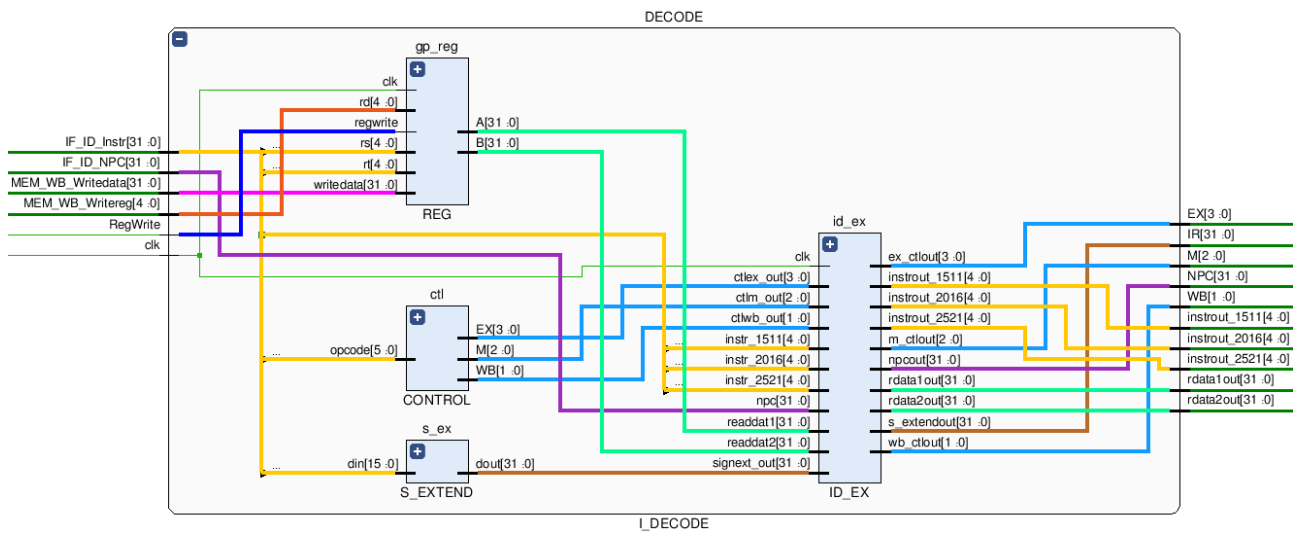 DECODE
gp_reg
clk
rd[4 :0]
regwrite
rs[4 :0]
rt[4 :0]
writedata[31 :0]
A[31 :0]
B[31 :0]
REG
IF_ID_Instr[31 :0]
IF_ID_NPC[31 :0]
MEM_WB_Writedata[31 :0]
MEM_WB_Writereg[4 :0]
RegWrite
clk
...
...
ctl
opcode[5 :0]
EX[3 :0]
M[2 :0]
WB[1 :0]
CONTROL
...
s_ex
din[15 :0]
dout[31 :0]
S_EXTEND
...
id_ex
clk
ctlex_out[3 :0]
ctlm_out[2 :0]
ctlwb_out[1 :0]
instr_1511[4 :0]
instr_2016[4 :0]
instr_2521[4 :0]
npc[31 :0]
readdat1[31 :0]
readdat2[31 :0]
signext_out[31 :0]
...
...
...
ex_ctlout[3 :0]
instrout_1511[4 :0]
instrout_2016[4 :0]
instrout_2521[4 :0]
m_ctlout[2 :0]
npcout[31 :0]
rdata1out[31 :0]
rdata2out[31 :0]
s_extendout[31 :0]
wb_ctlout[1 :0]
ID_EX
EX[3 :0]
IR[31 :0]
M[2 :0]
NPC[31 :0]
WB[1 :0]
instrout_1511[4 :0]
instrout_2016[4 :0]
instrout_2521[4 :0]
rdata1out[31 :0]
rdata2out[31 :0]
I_DECODE